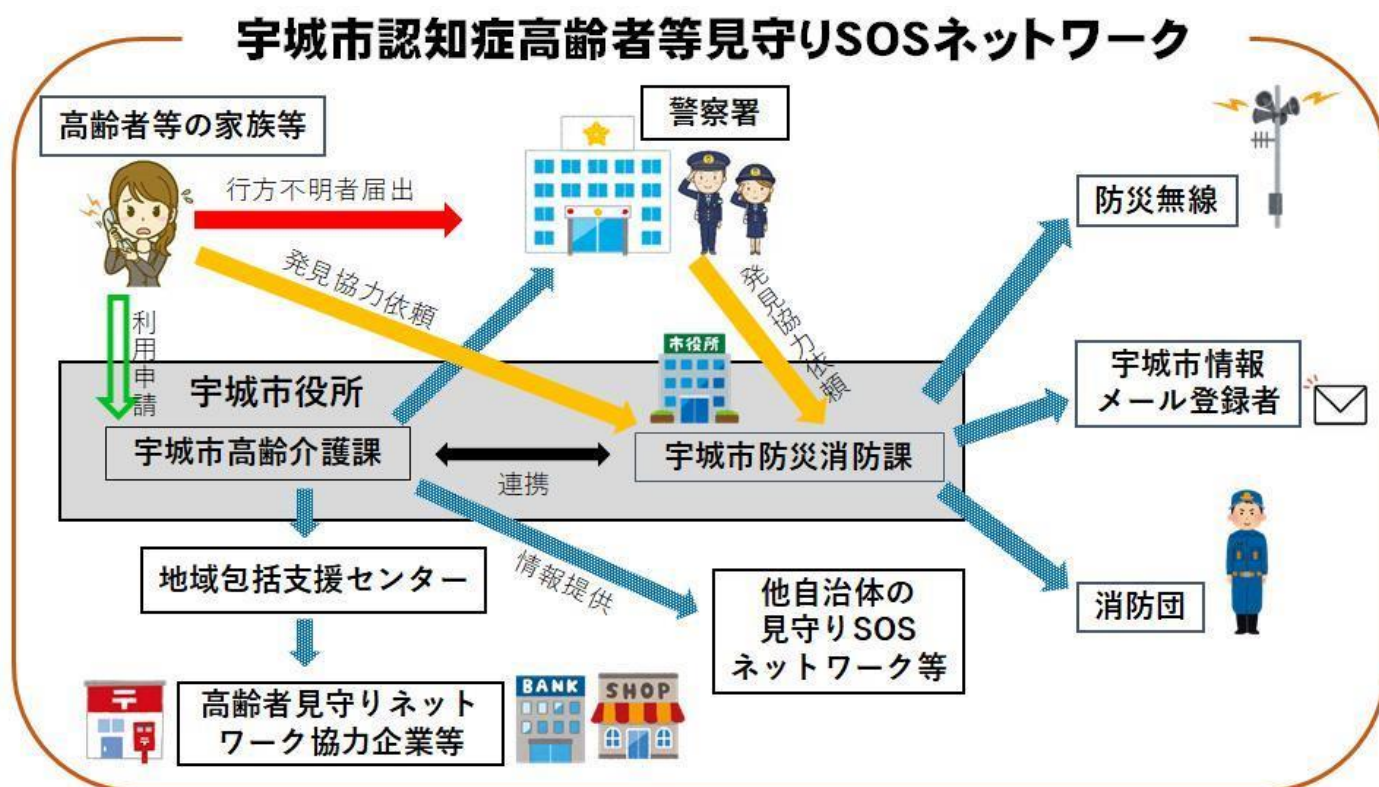 宇城市認知症高齢者等見守りSOSネットワーク
高齢者等の家族等
警察署
行方不明者届出
防災無線
発見協力依頼
発見協力依頼
利用申請
市役所
宇城市役所
宇城市情報
メール登録者
宇城市高齢介護課
連携
宇城市防災消防課
地域包括支援センター
情報提供
他自治体の
見守りSOS
ネットワーク等
消防団
高齢者見守りネット
ワーク協力企業等
BANK
SHOP